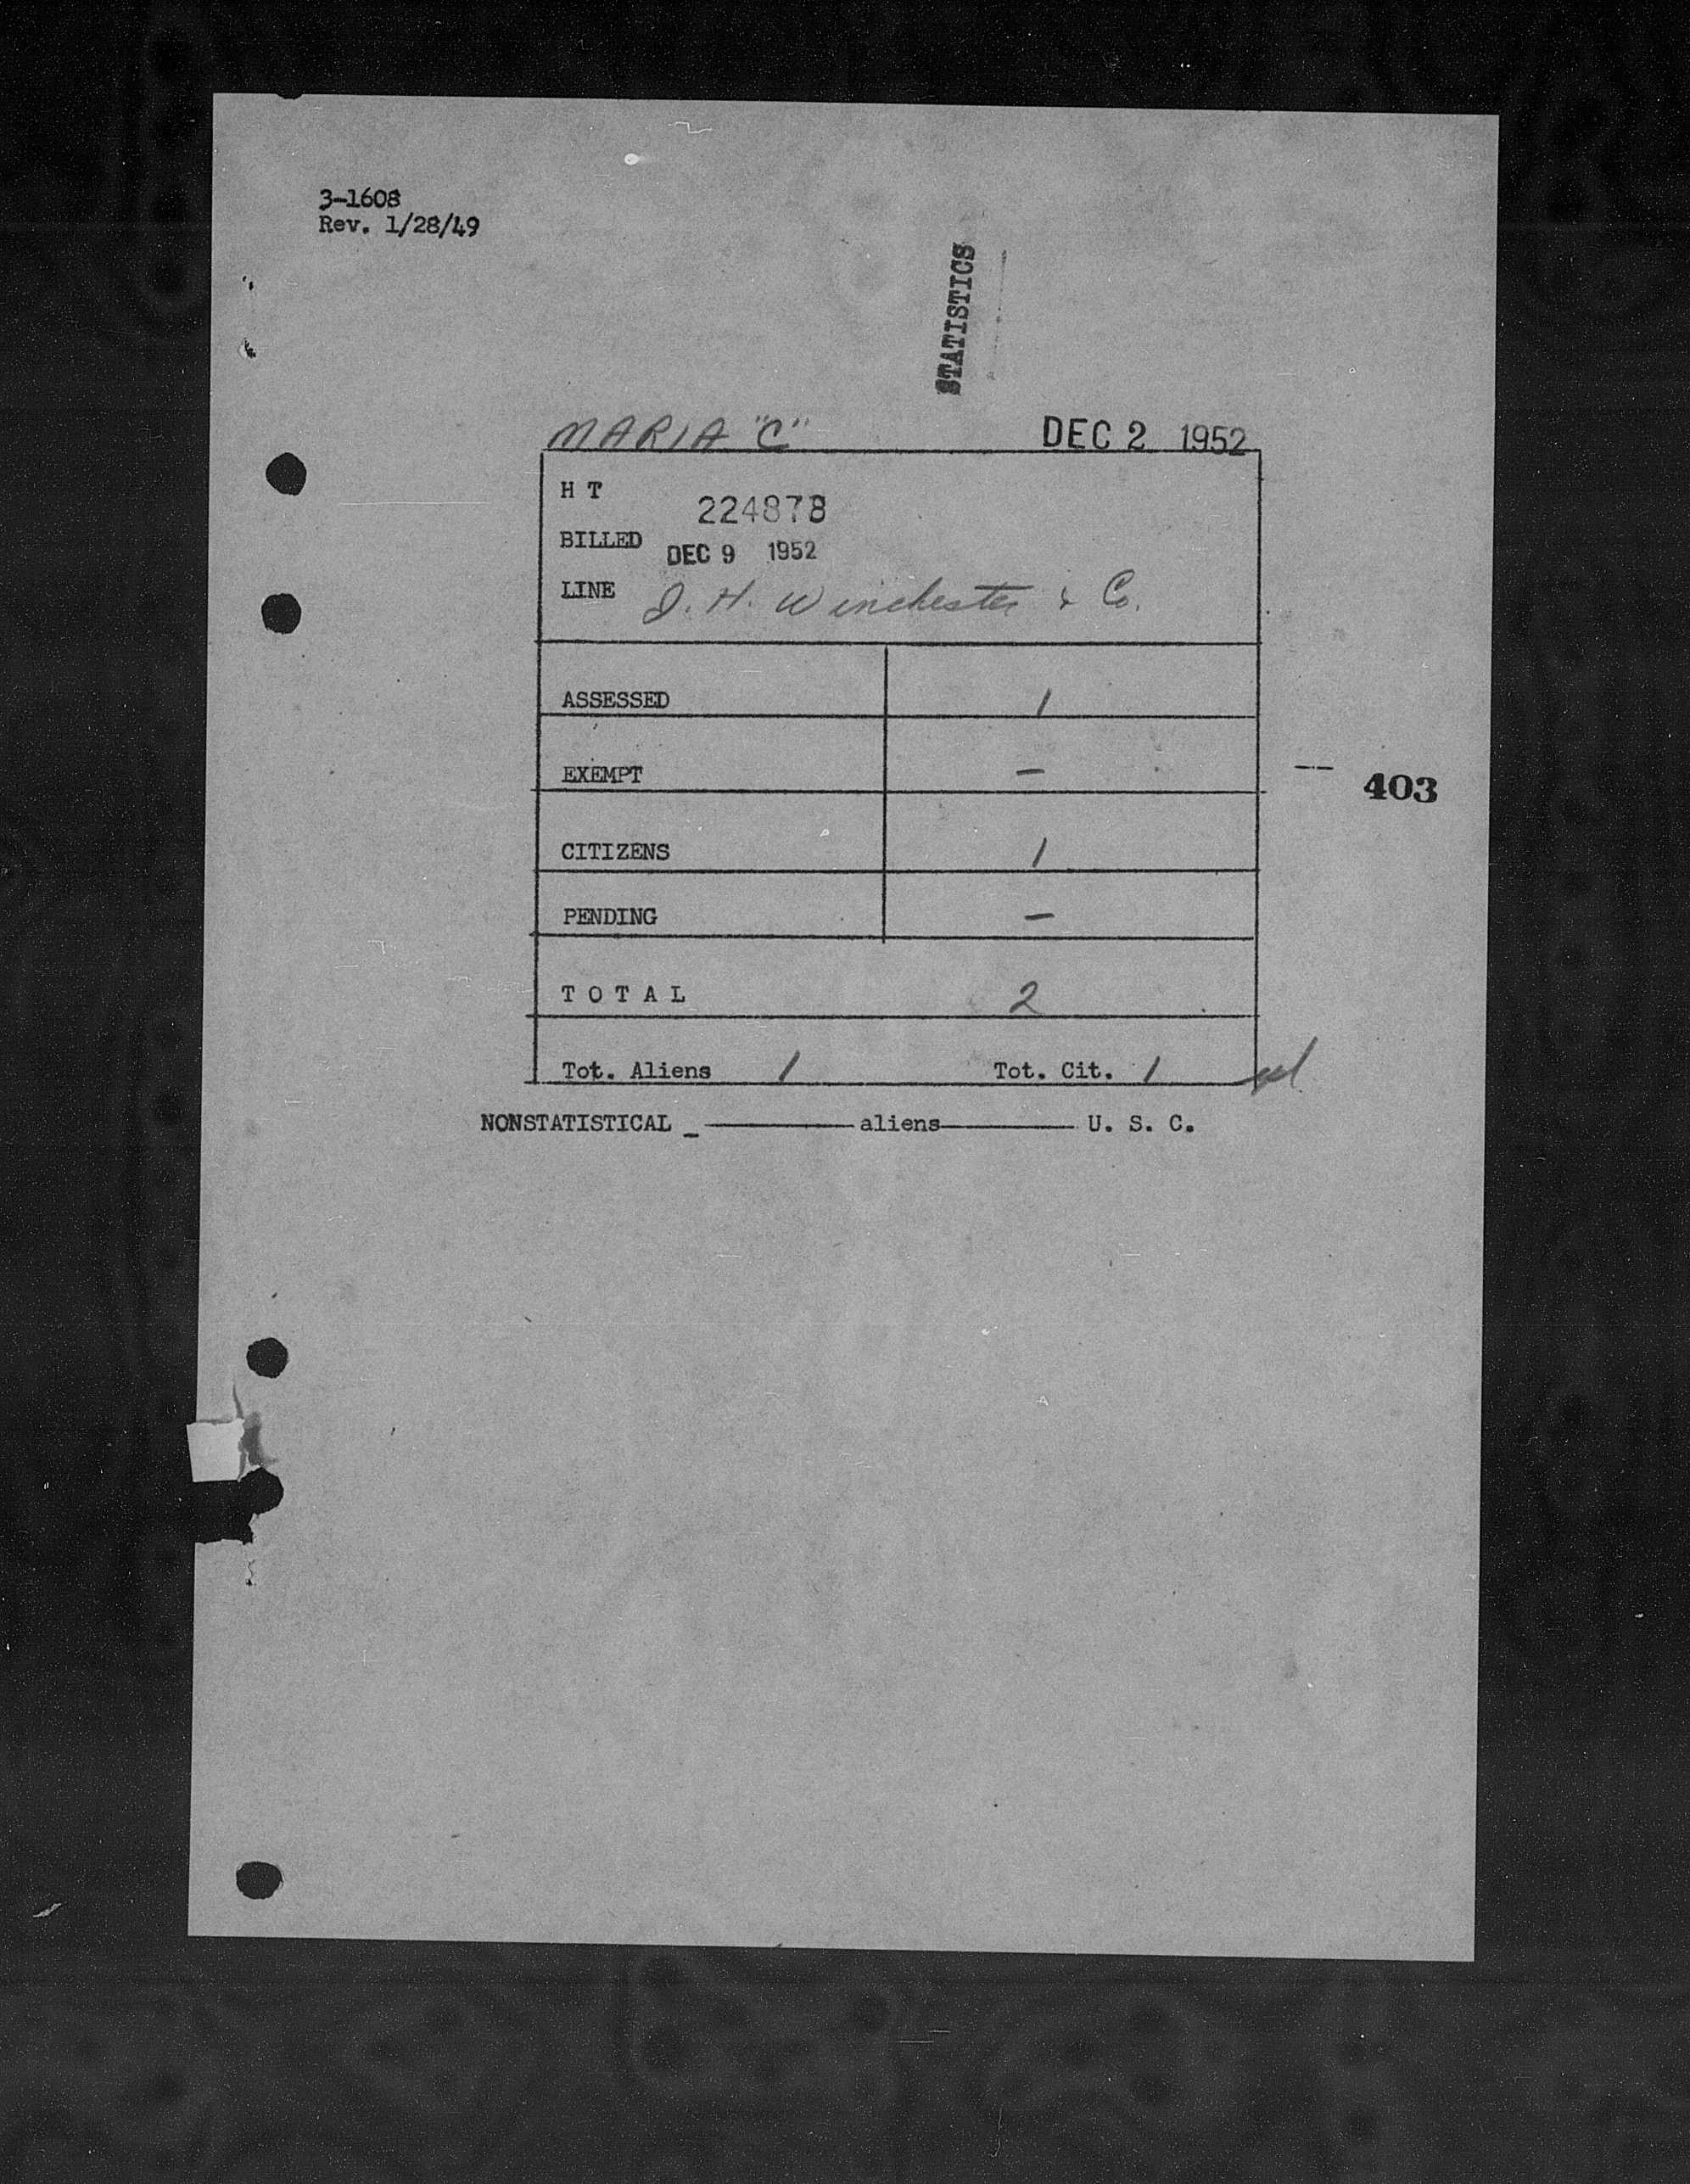 3-1608
Rev. 1/28/49
STATISTICS
MARIA "C" DEC 2 1952
H T 224878
BILLED DEC 9 1952
LINE J. H. Winchester & Co.
ASSESSED 1
EXEMPT —
403
CITIZENS 1
PENDING —
T O T A L 2
Tot. Aliens 1 Tot. Cit. 1
NONSTATISTICAL _ ——— aliens ——— U. S. C.